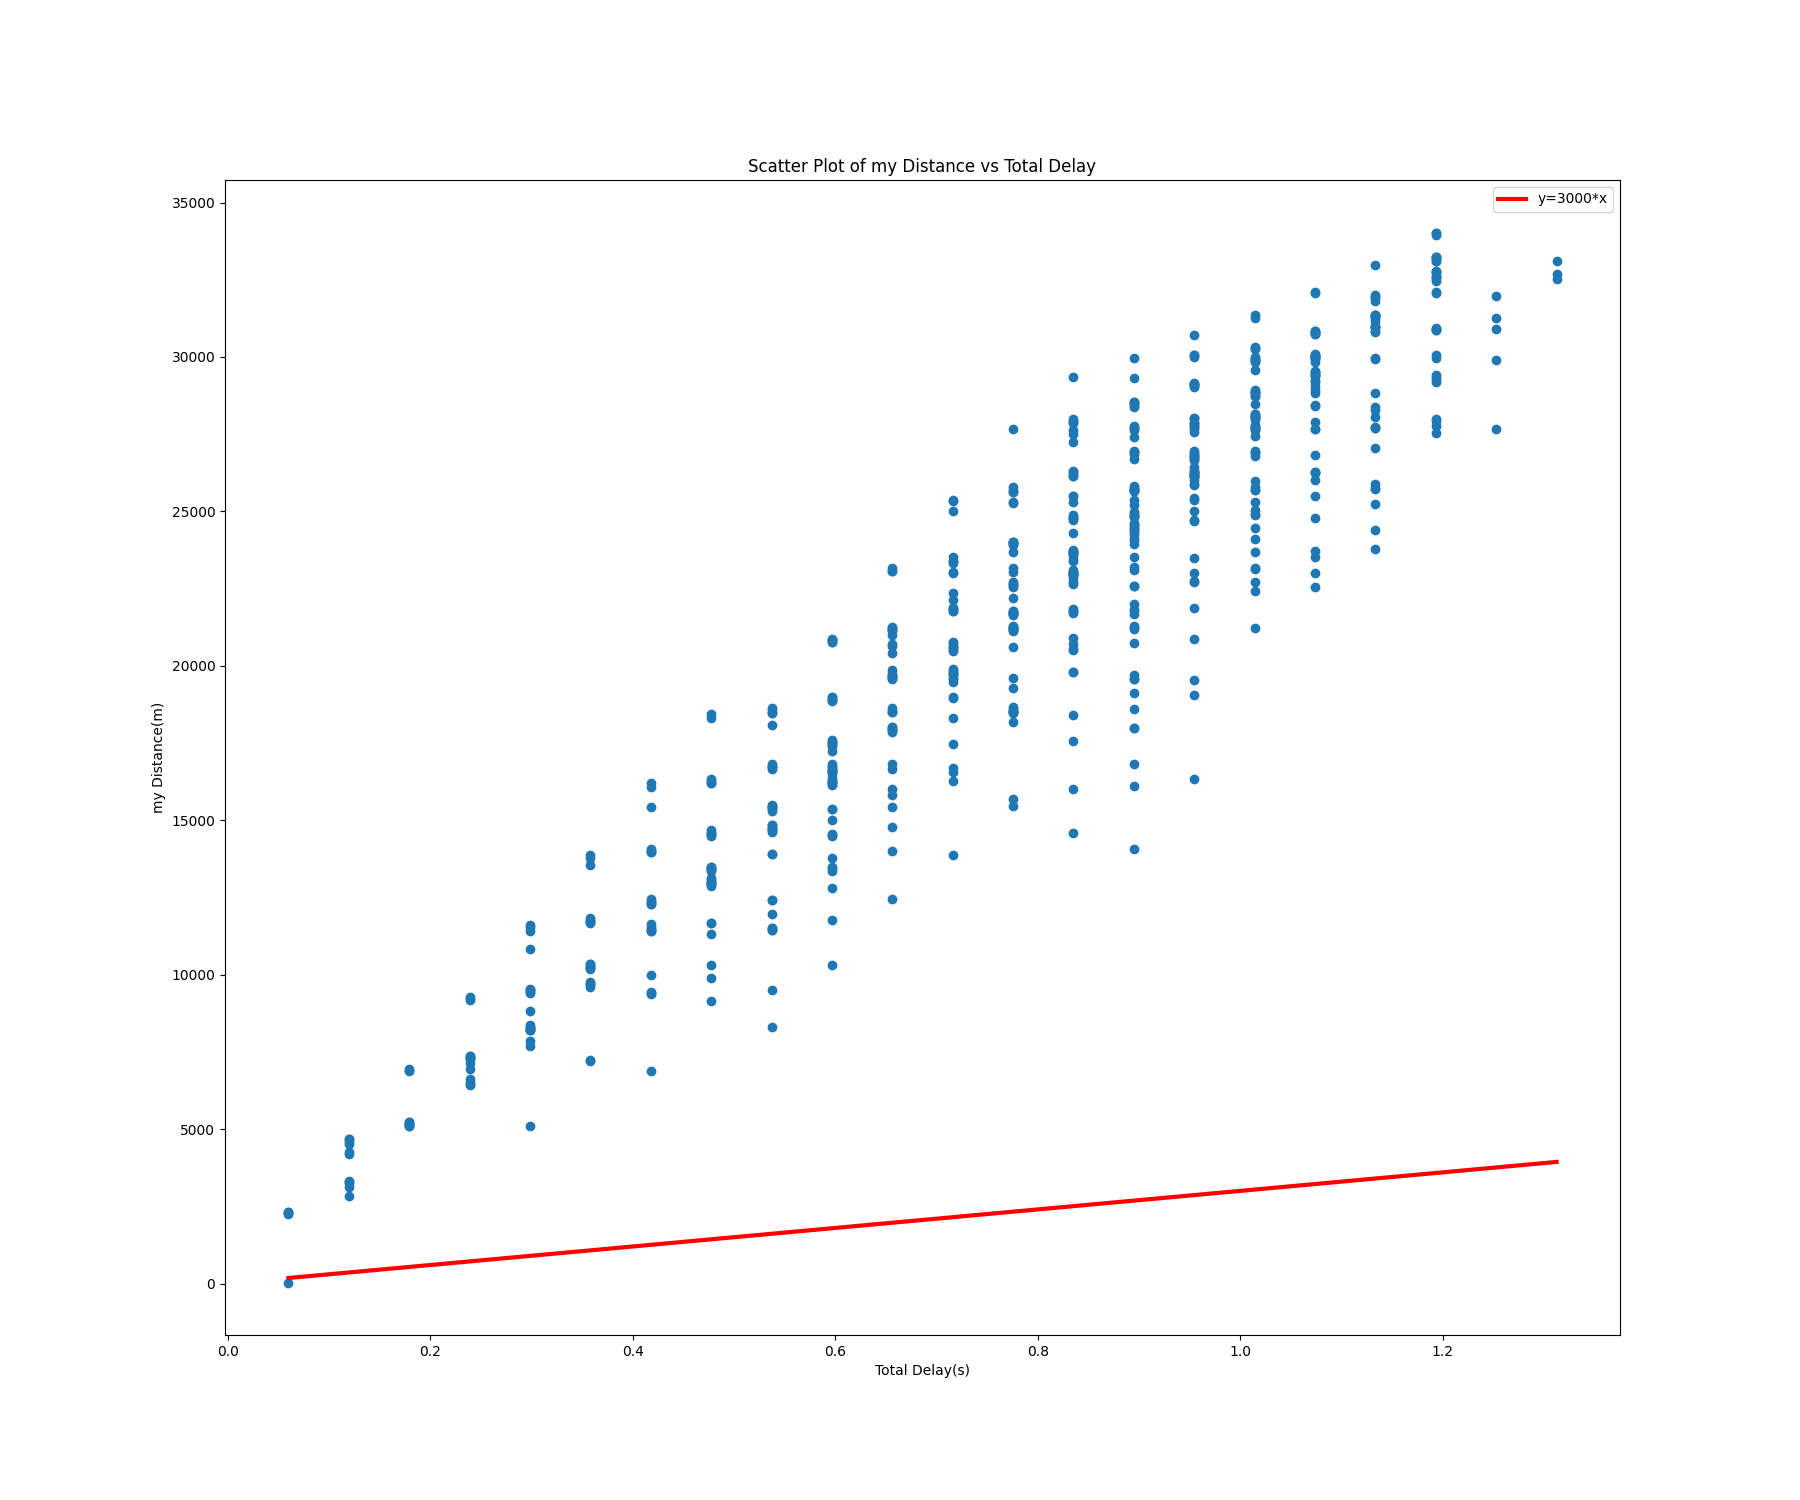 Scatter Plot of my Distance vs Total Delay
y=3000*x
35000
30000
25000
20000
15000
10000
5000
0
my Distance(m)
0.0 0.2 0.4 0.6 0.8 1.0 1.2
Total Delay(s)